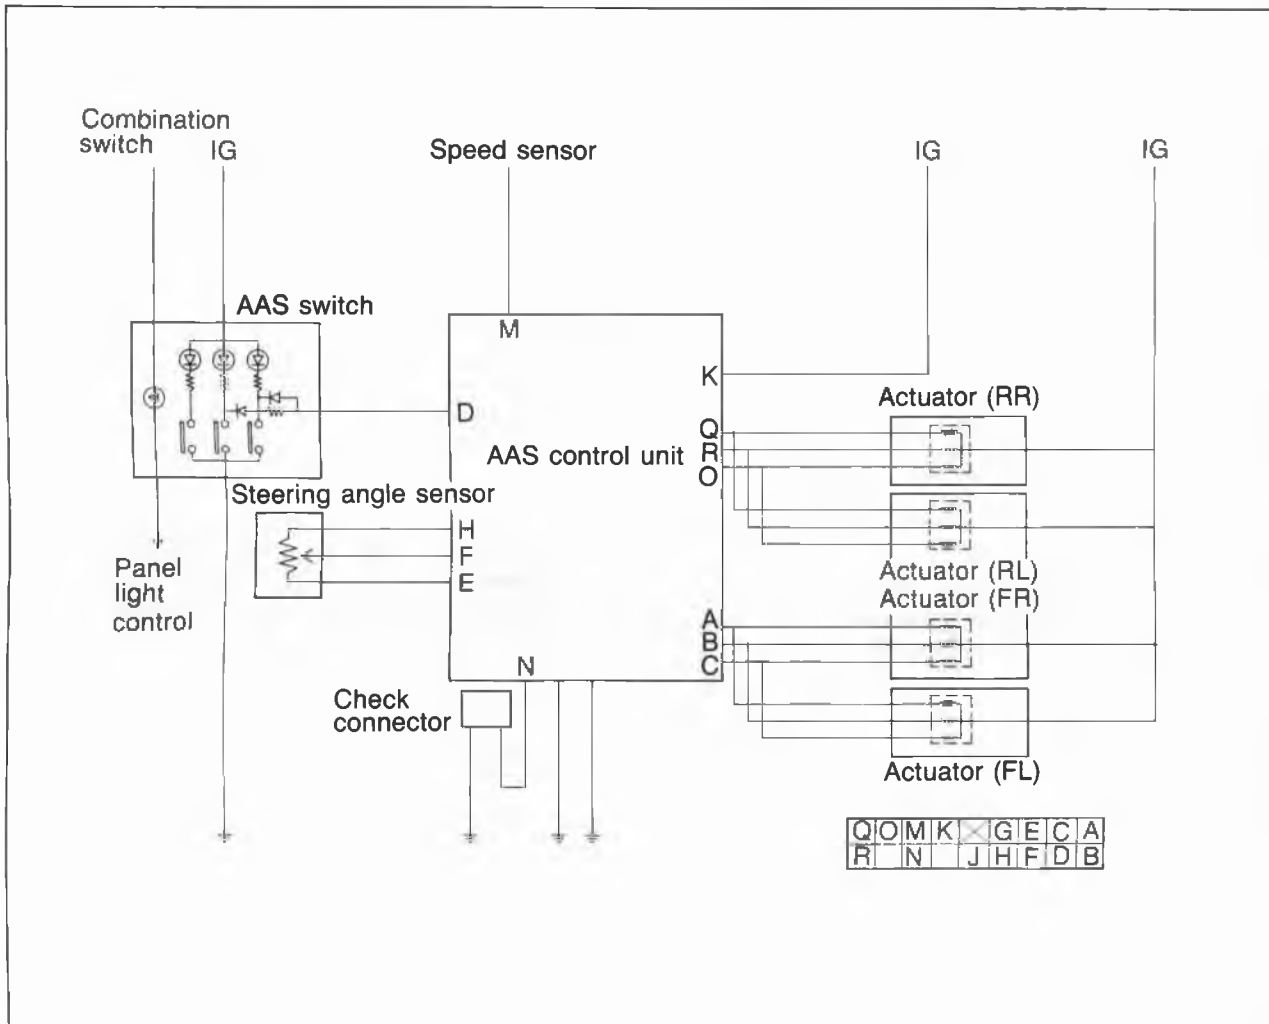 Combination
switch
IG
Speed sensor
IG
IG
AAS switch
M
K
D
Actuator (RR)
Q
R
O
AAS control unit
Steering angle sensor
H
F
E
Panel
light
control
Actuator (RL)
Actuator (FR)
A
B
C
N
Check
connector
Actuator (FL)
Q O M K G E C A
R N J H F D B